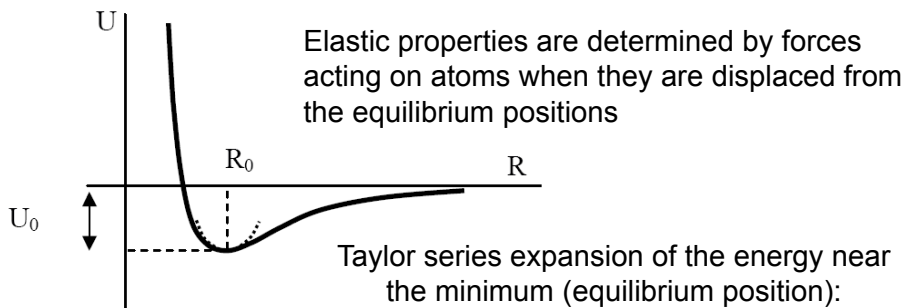 U
Elastic properties are determined by forces
acting on atoms when they are displaced from
the equilibrium positions
R₀
R
U₀
Taylor series expansion of the energy near
the minimum (equilibrium position):